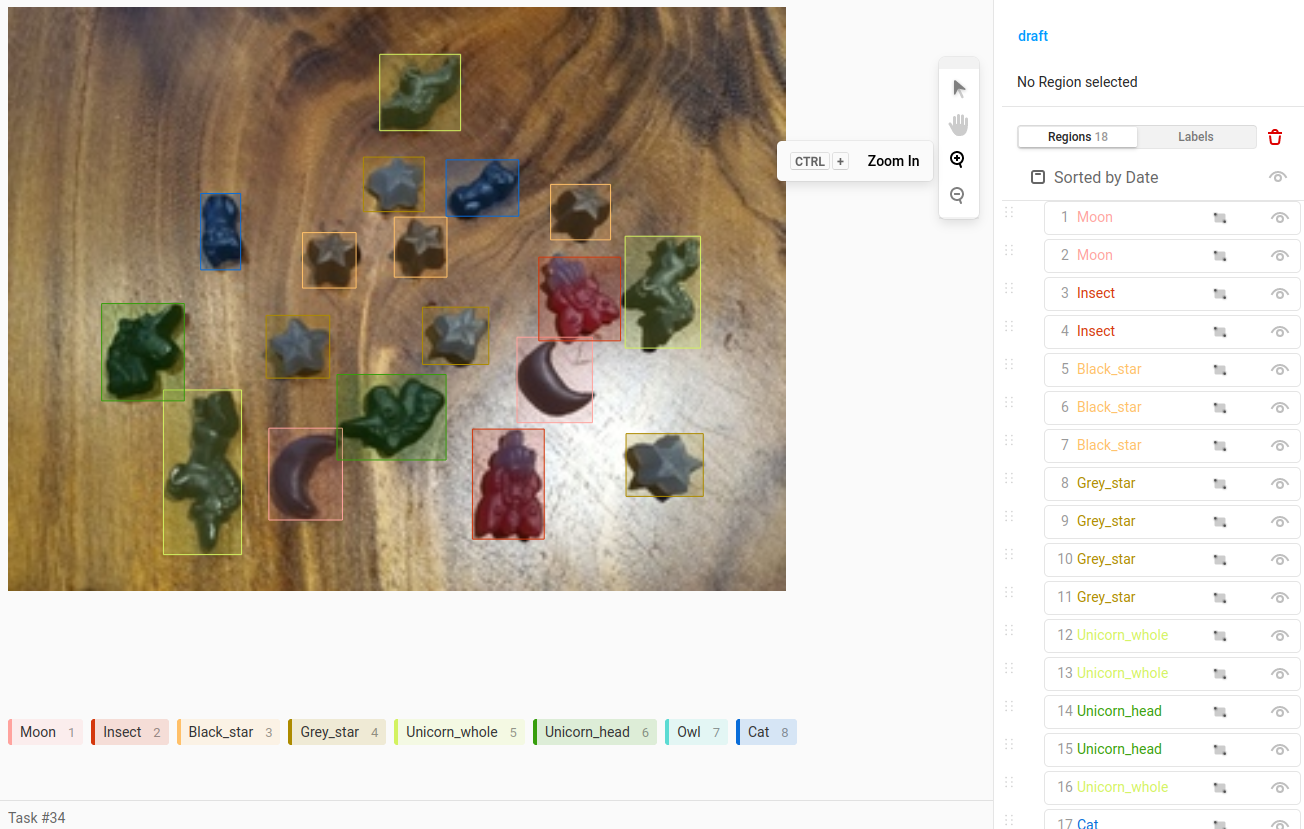 draft
No Region selected
Regions 18 Labels
CTRL + Zoom In
Sorted by Date
1 Moon
2 Moon
3 Insect
4 Insect
5 Black_star
6 Black_star
7 Black_star
8 Grey_star
9 Grey_star
10 Grey_star
11 Grey_star
12 Unicorn_whole
13 Unicorn_whole
14 Unicorn_head
15 Unicorn_head
16 Unicorn_whole
17 Cat
Moon 1 Insect 2 Black_star 3 Grey_star 4 Unicorn_whole 5 Unicorn_head 6 Owl 7 Cat 8
Task #34